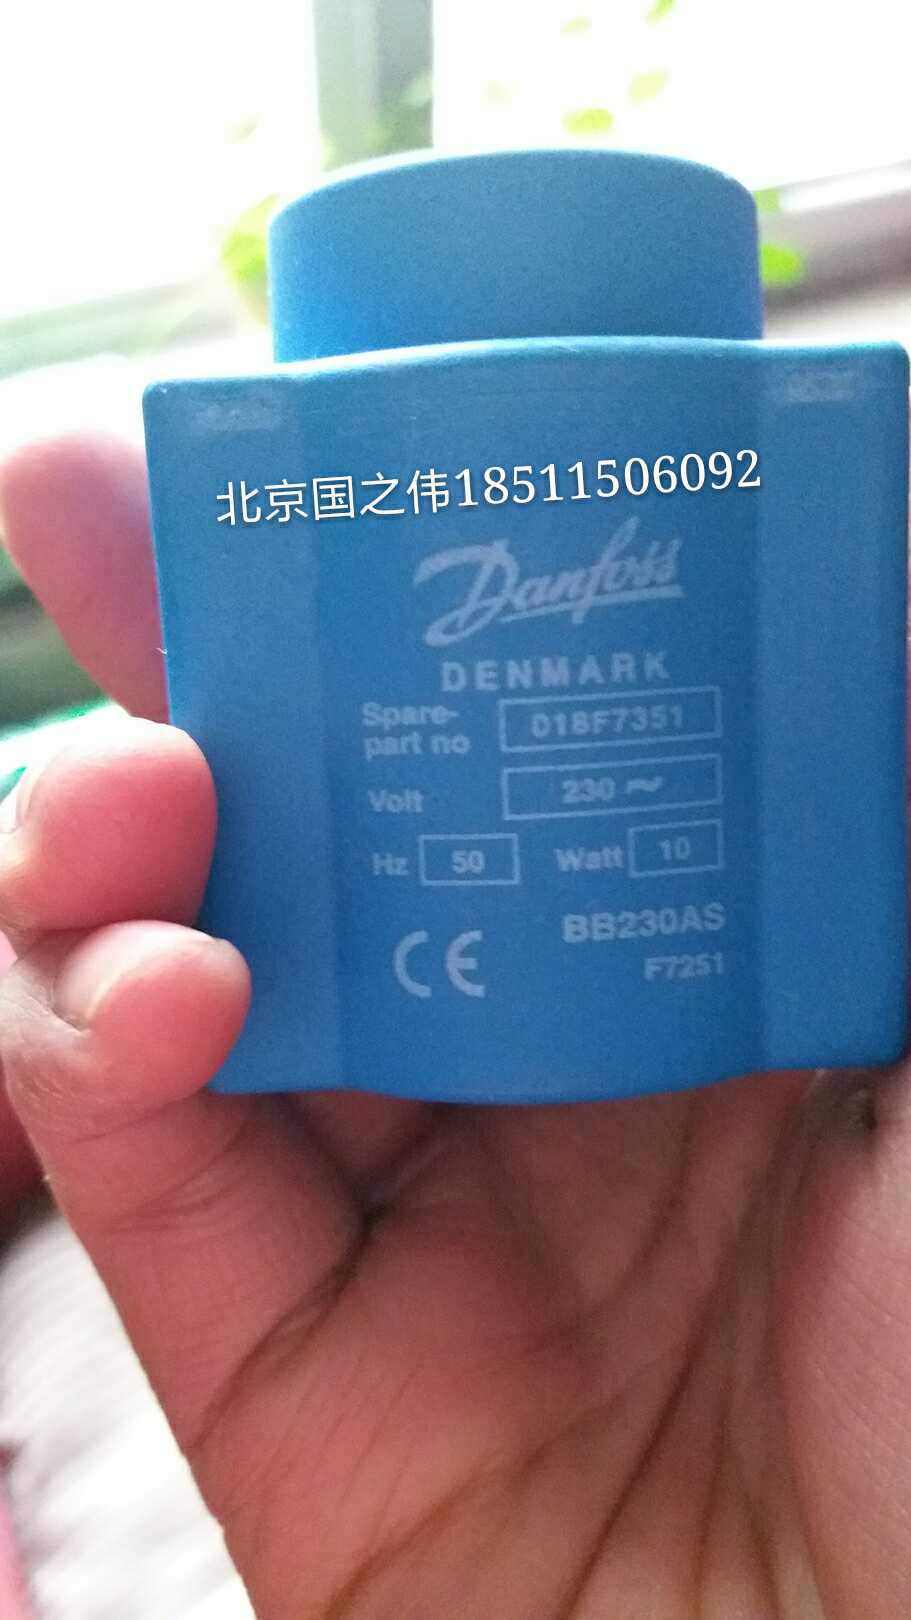 北京国之伟18511506092
Danfoss
DENMARK
Spare-
part no 018F7351
Volt 230 ~
Hz 50 Watt 10
CE BB230AS
F7251